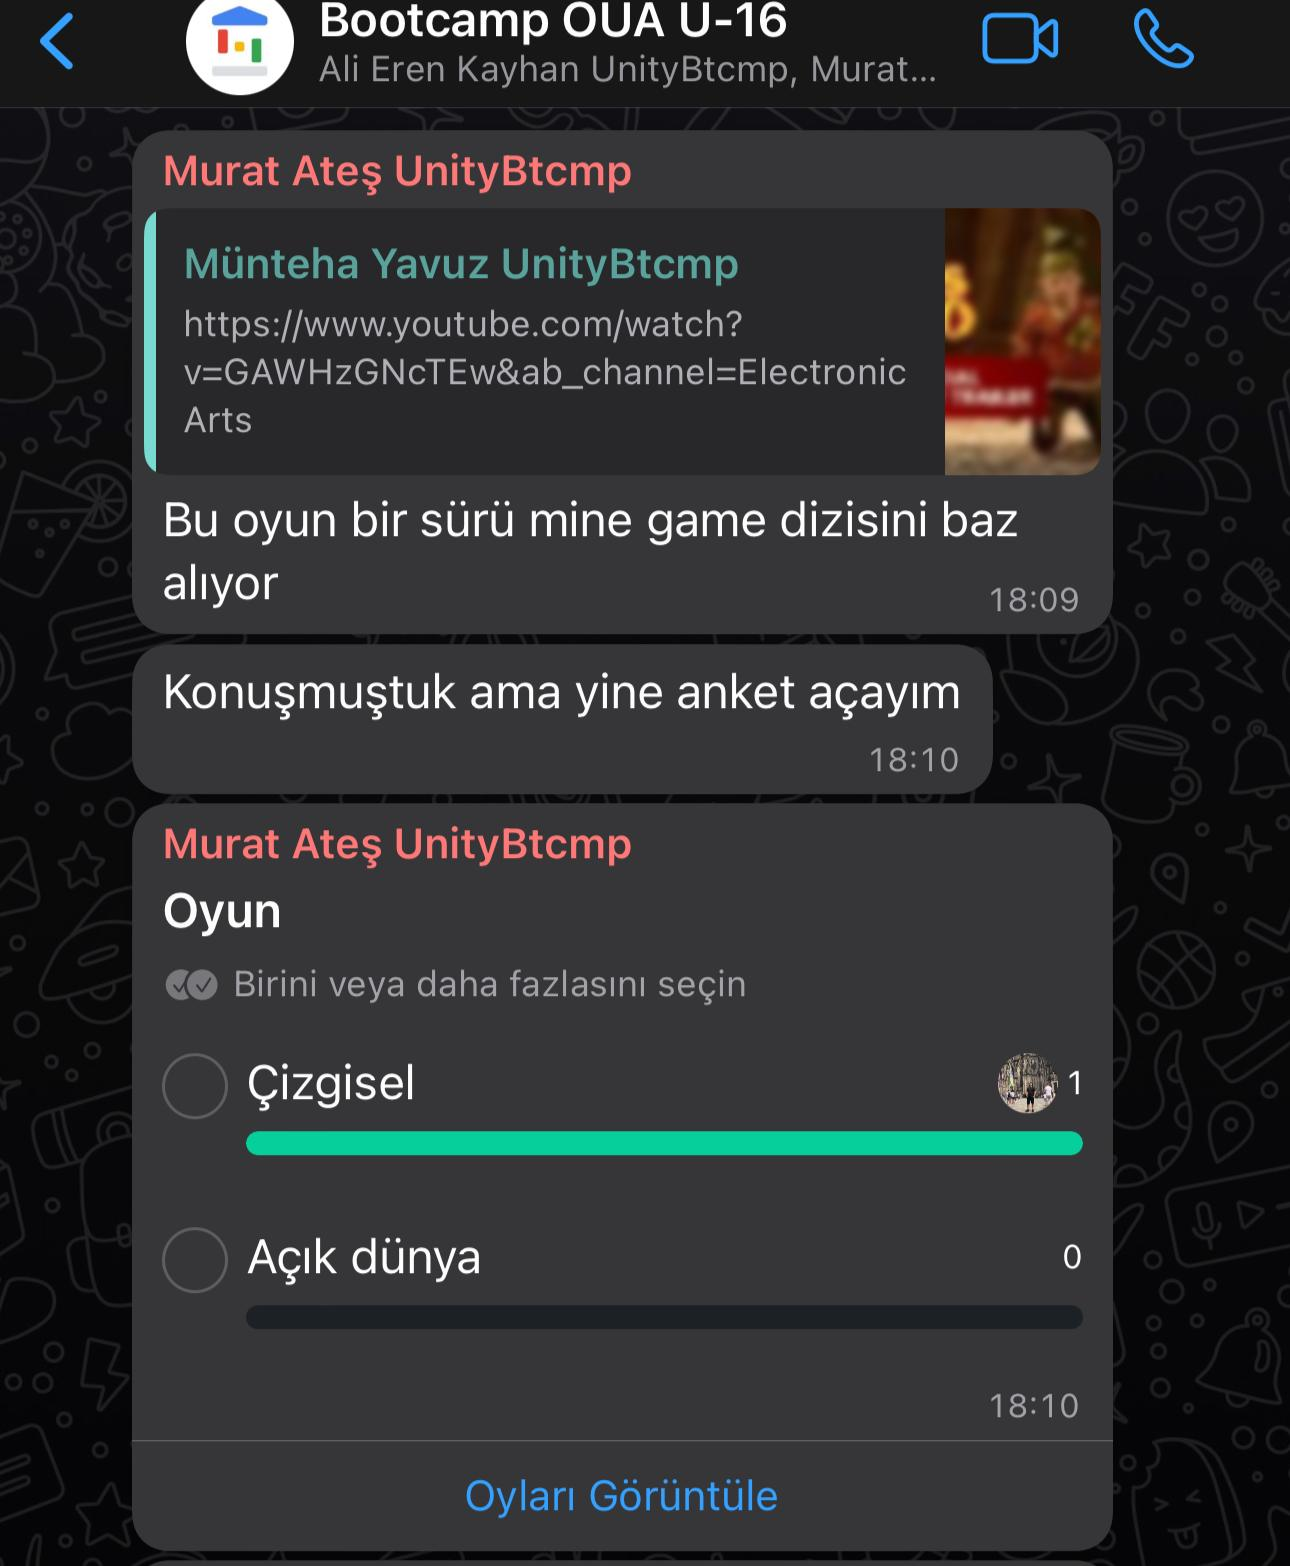 Bootcamp OUA U-16
Ali Eren Kayhan UnityBtcmp, Murat...
Murat Ateş UnityBtcmp
Münteha Yavuz UnityBtcmp
https://www.youtube.com/watch?
v=GAWHzGNcTEw&ab_channel=Electronic
Arts
Bu oyun bir sürü mine game dizisini baz
alıyor
18:09
Konuşmuştuk ama yine anket açayım
18:10
Murat Ateş UnityBtcmp
Oyun
Birini veya daha fazlasını seçin
Çizgisel 1
Açık dünya 0
18:10
Oyları Görüntüle